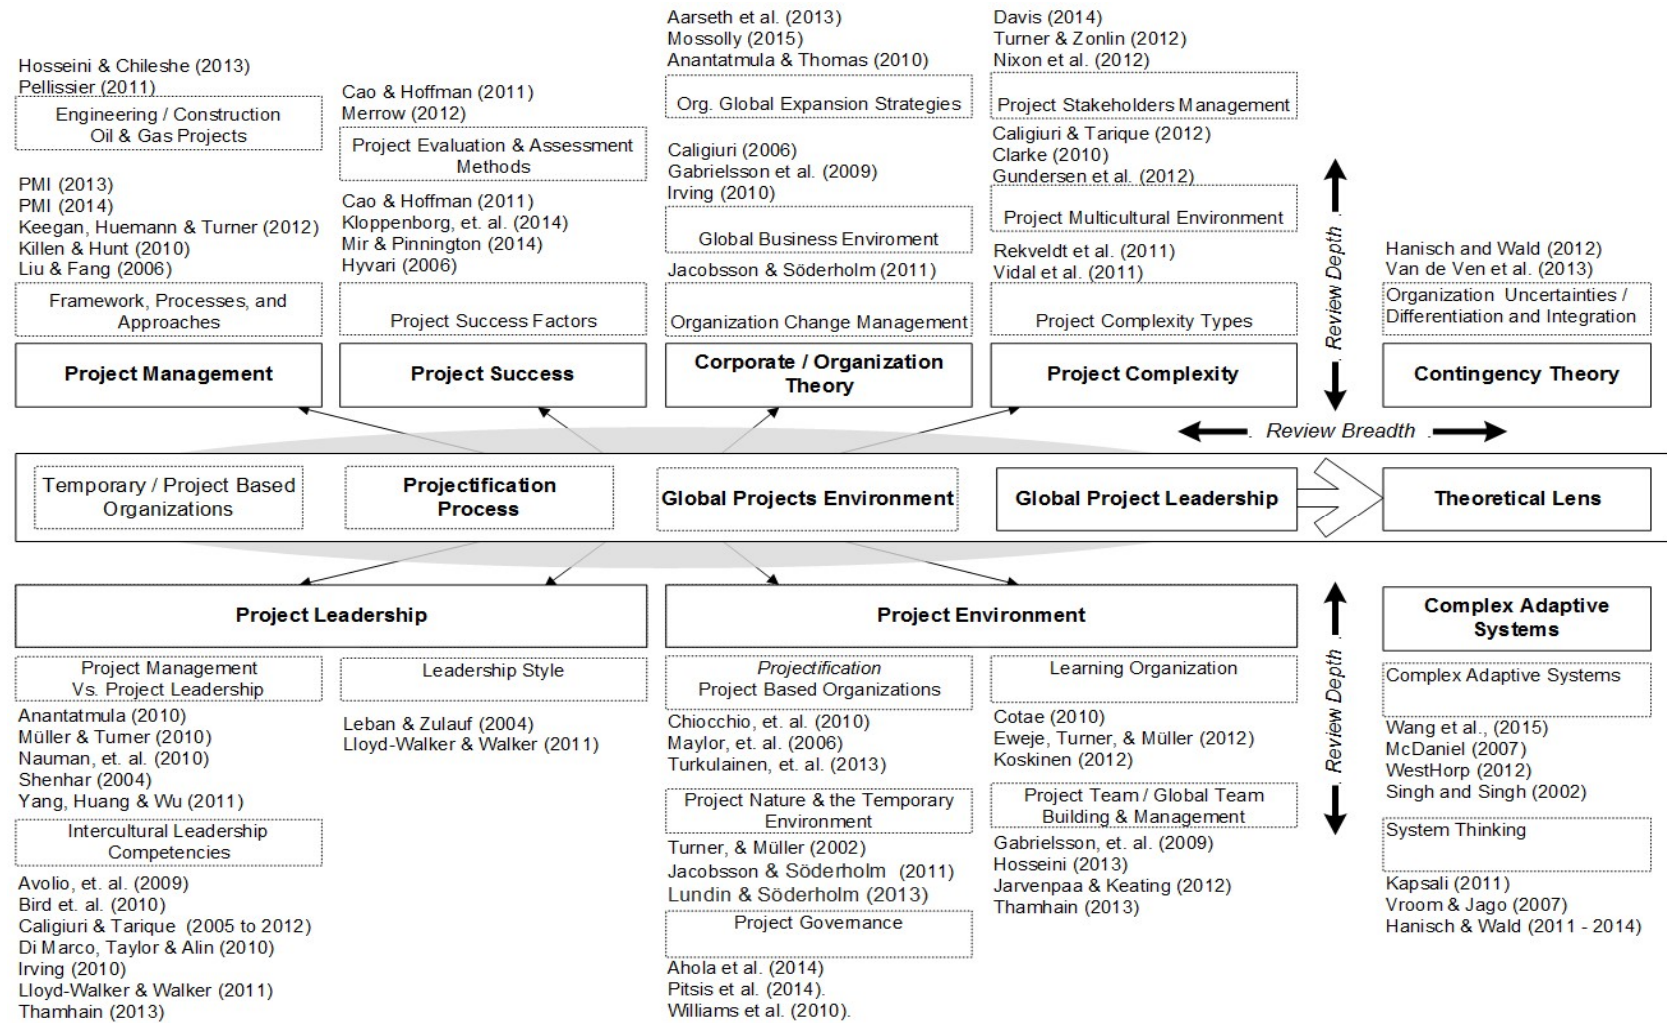 Hosseini & Chileshe (2013)
Pellissier (2011)
Engineering / Construction
Oil & Gas Projects
PMI (2013)
PMI (2014)
Keegan, Huemann & Turner (2012)
Killen & Hunt (2010)
Liu & Fang (2006)
Framework, Processes, and
Approaches
Project Management
Cao & Hoffman (2011)
Merrow (2012)
Project Evaluation & Assessment
Methods
Cao & Hoffman (2011)
Kloppenborg, et. al (2014)
Mir & Pinnington (2014)
Hyvari (2006)
Project Success Factors
Project Success
Aarseth et al. (2013)
Mossolly (2015)
Anantatmula & Thomas (2010)
Org. Global Expansion Strategies
Caligiuri (2006)
Gabrielsson et al. (2009)
Irving (2010)
Global Business Enviroment
Jacobsson & Söderholm (2011)
Organization Change Management
Corporate / Organization
Theory
Davis (2014)
Turner & Zonlin (2012)
Nixon et al. (2012)
Project Stakeholders Management
Caligiuri & Tarique (2012)
Clarke (2010)
Gundersen et al. (2012)
Project Multicultural Environment
Rekveldt et al. (2011)
Vidal et al. (2011)
Project Complexity Types
Project Complexity
. Review Depth .
Hanisch and Wald (2012)
Van de Ven et al. (2013)
Organization Uncertainties /
Differentiation and Integration
Contingency Theory
. Review Breadth .
Temporary / Project Based
Organizations
Projectification
Process
Global Projects Environment
Global Project Leadership
Theoretical Lens
Project Leadership
Project Management
Vs. Project Leadership
Anantatmula (2010)
Müller & Turner (2010)
Nauman, et. al (2010)
Shenhar (2004)
Yang, Huang & Wu (2011)
Intercultural Leadership
Competencies
Avolio, et. al (2009)
Bird et. al (2010)
Caligiuri & Tarique (2005 to 2012)
Di Marco, Taylor & Alin (2010)
Irving (2010)
Lloyd-Walker & Walker (2011)
Thamhain (2013)
Leadership Style
Leban & Zulauf (2004)
Lloyd-Walker & Walker (2011)
Project Environment
Projectification
Project Based Organizations
Chiocchio, et. al (2010)
Maylor, et. al (2006)
Turkulainen, et. al (2013)
Project Nature & the Temporary
Environment
Turner, & Müller (2002)
Jacobsson & Söderholm (2011)
Lundin & Söderholm (2013)
Project Governance
Ahola et al. (2014)
Pitsis et al. (2014).
Williams et al. (2010).
Learning Organization
Cotae (2010)
Eweje, Turner, & Müller (2012)
Koskinen (2012)
Project Team / Global Team
Building & Management
Gabrielsson, et. al (2009)
Hosseini (2013)
Jarvenpaa & Keating (2012)
Thamhain (2013)
. Review Depth .
Complex Adaptive
Systems
Complex Adaptive Systems
Wang et al., (2015)
McDaniel (2007)
WestHorp (2012)
Singh and Singh (2002)
System Thinking
Kapsali (2011)
Vroom & Jago (2007)
Hanisch & Wald (2011 - 2014)